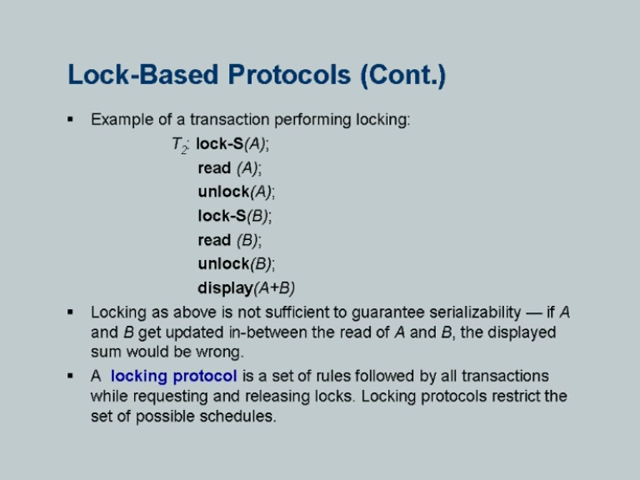 Lock-Based Protocols (Cont.)
▪ Example of a transaction performing locking:
T2: lock-S(A);
read (A);
unlock(A);
lock-S(B);
read (B);
unlock(B);
display(A+B)
▪ Locking as above is not sufficient to guarantee serializability — if A
and B get updated in-between the read of A and B, the displayed
sum would be wrong.
▪ A locking protocol is a set of rules followed by all transactions
while requesting and releasing locks. Locking protocols restrict the
set of possible schedules.